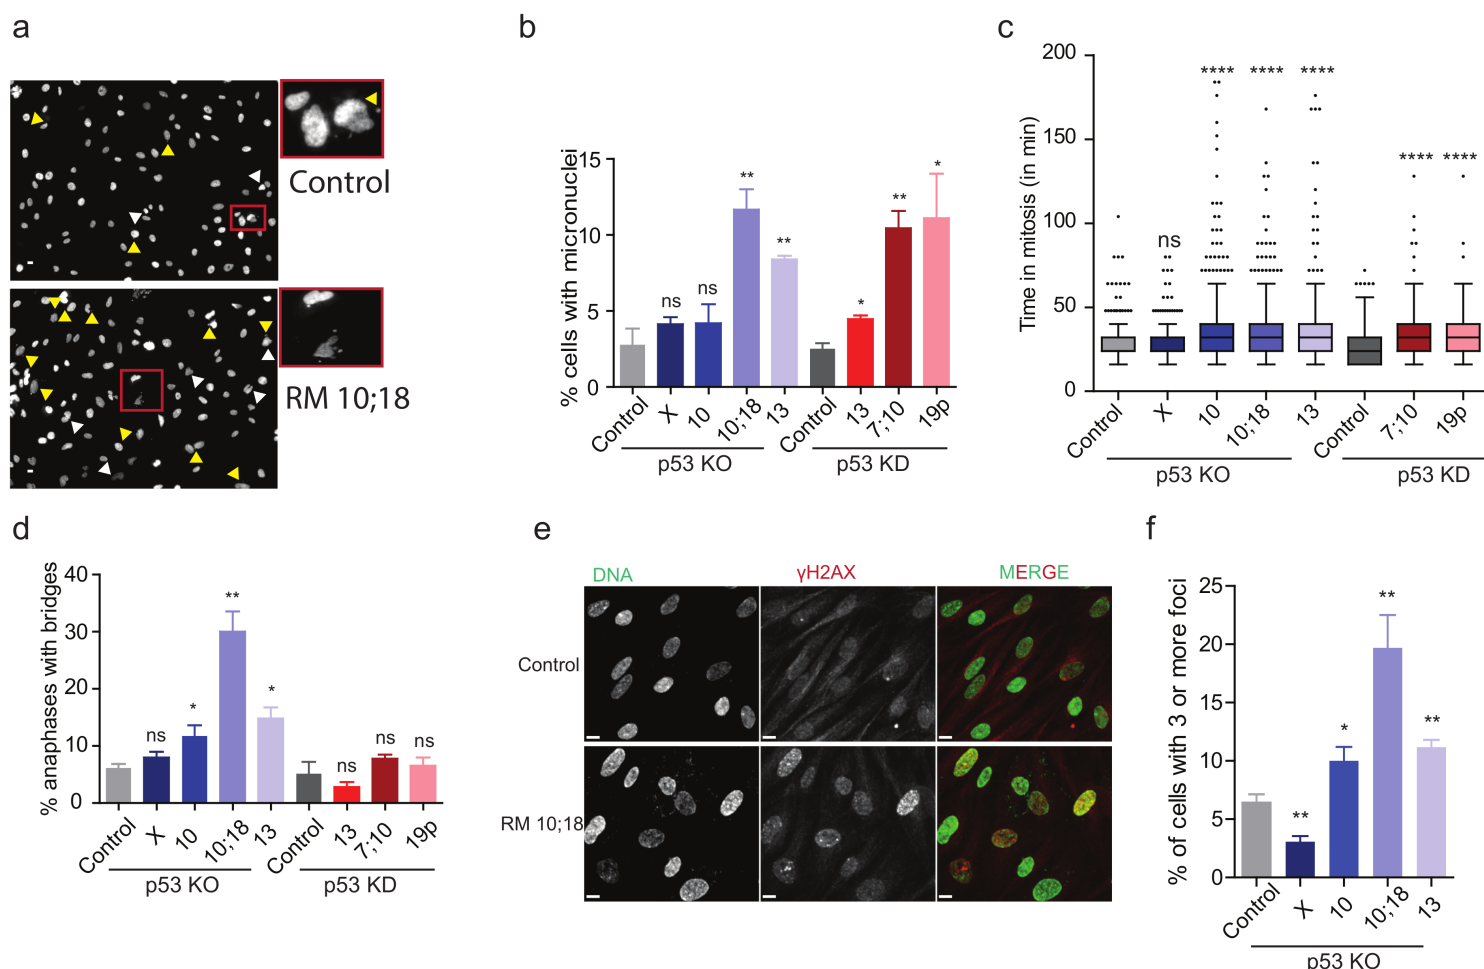 a
Control
RM 10;18
b
% cells with micronuclei
15
10
5
0
ns
ns
**
**
*
**
*
Control
X
10
10;18
13
Control
13
7;10
19p
p53 KO
p53 KD
c
Time in mitosis (in min)
200
150
100
50
0
ns
****
****
****
****
****
Control
X
10
10;18
13
Control
7;10
19p
p53 KO
p53 KD
d
% anaphases with bridges
40
30
20
10
0
ns
*
**
*
ns
ns
ns
Control
X
10
10;18
13
Control
13
7;10
19p
p53 KO
p53 KD
e
DNA
γH2AX
MERGE
Control
RM 10;18
f
% of cells with 3 or more foci
25
20
15
10
5
0
**
*
**
**
Control
X
10
10;18
13
p53 KO